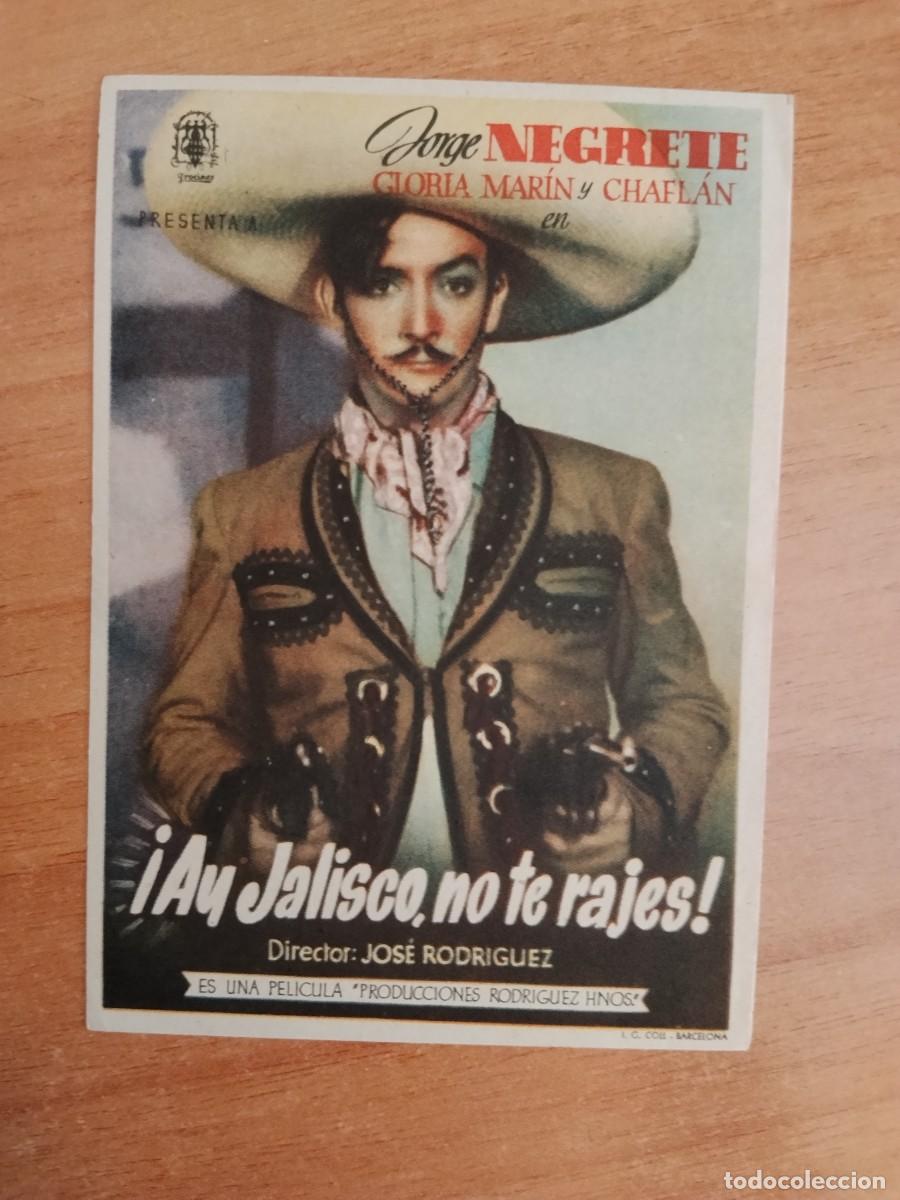 Jorge NEGRETE
GLORIA MARÍN y CHAFLÁN
PRESENTA A
en
¡Ay Jalisco, no te rajes!
Director: JOSÉ RODRIGUEZ
ES UNA PELICULA "PRODUCCIONES RODRIGUEZ HNOS."
I. G. COLL - BARCELONA
todocoleccion